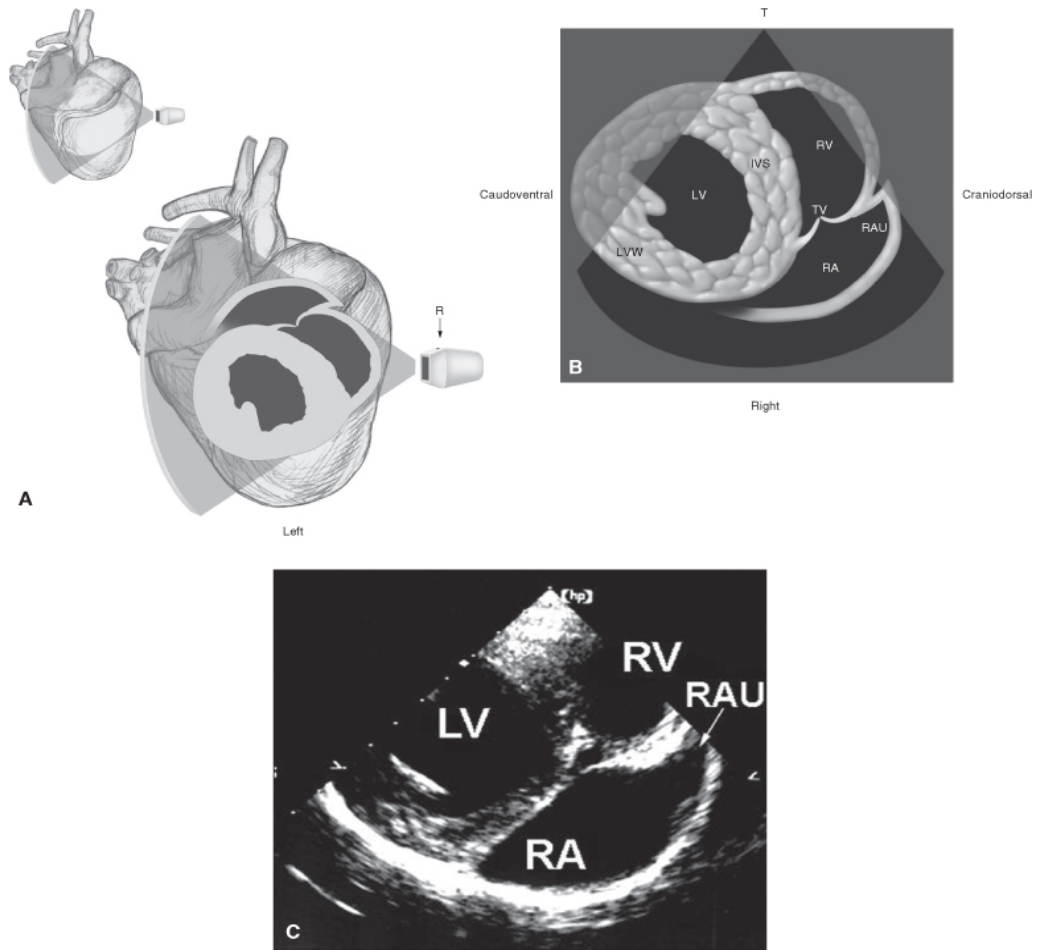 R
A
Left
T
Caudoventral
Craniodorsal
RV
IVS
LV
TV
RAU
LVW
RA
B
Right
hp
RV
RAU
LV
RA
C